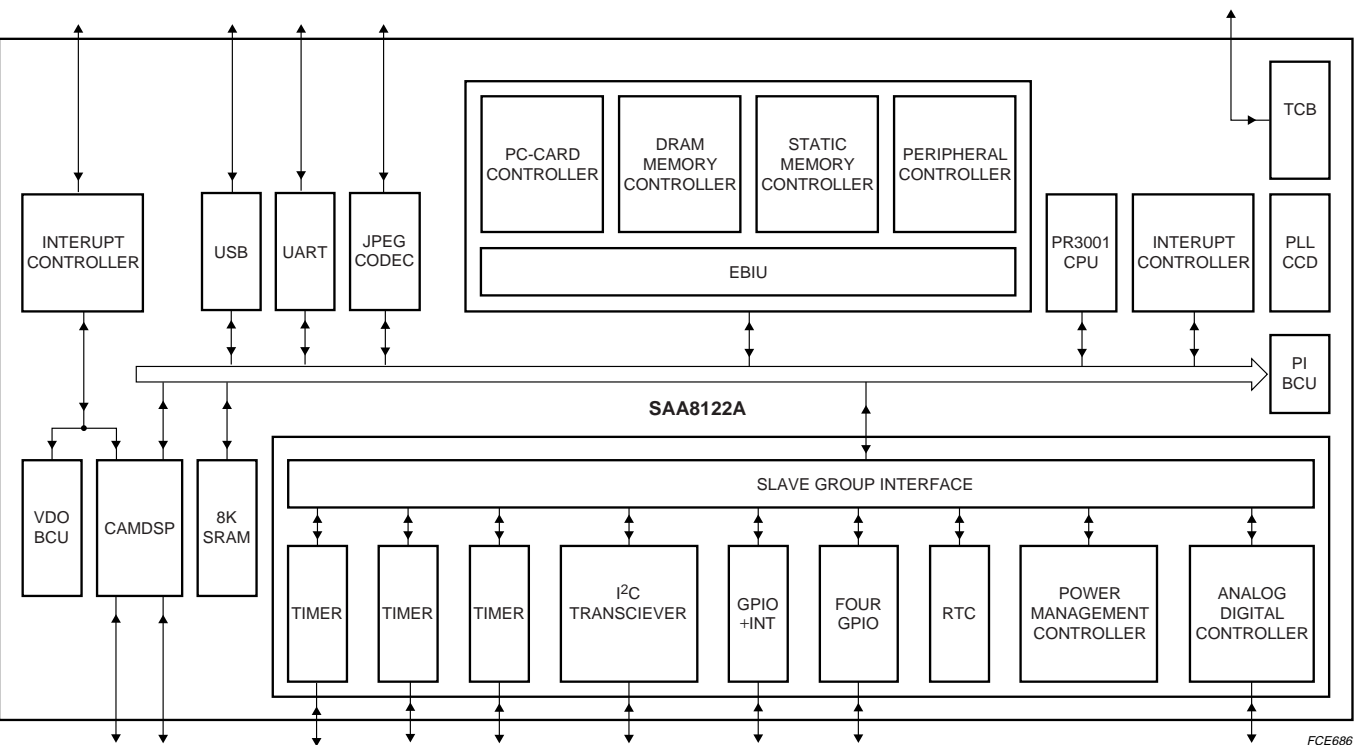 TCB
PC-CARD
CONTROLLER
DRAM
MEMORY
CONTROLLER
STATIC
MEMORY
CONTROLLER
PERIPHERAL
CONTROLLER
INTERUPT
CONTROLLER
USB
UART
JPEG
CODEC
EBIU
PR3001
CPU
INTERUPT
CONTROLLER
PLL
CCD
PI
BCU
SAA8122A
VDO
BCU
CAMDSP
8K
SRAM
SLAVE GROUP INTERFACE
TIMER
TIMER
TIMER
I2C
TRANSCIEVER
GPIO
+INT
FOUR
GPIO
RTC
POWER
MANAGEMENT
CONTROLLER
ANALOG
DIGITAL
CONTROLLER
FCE686